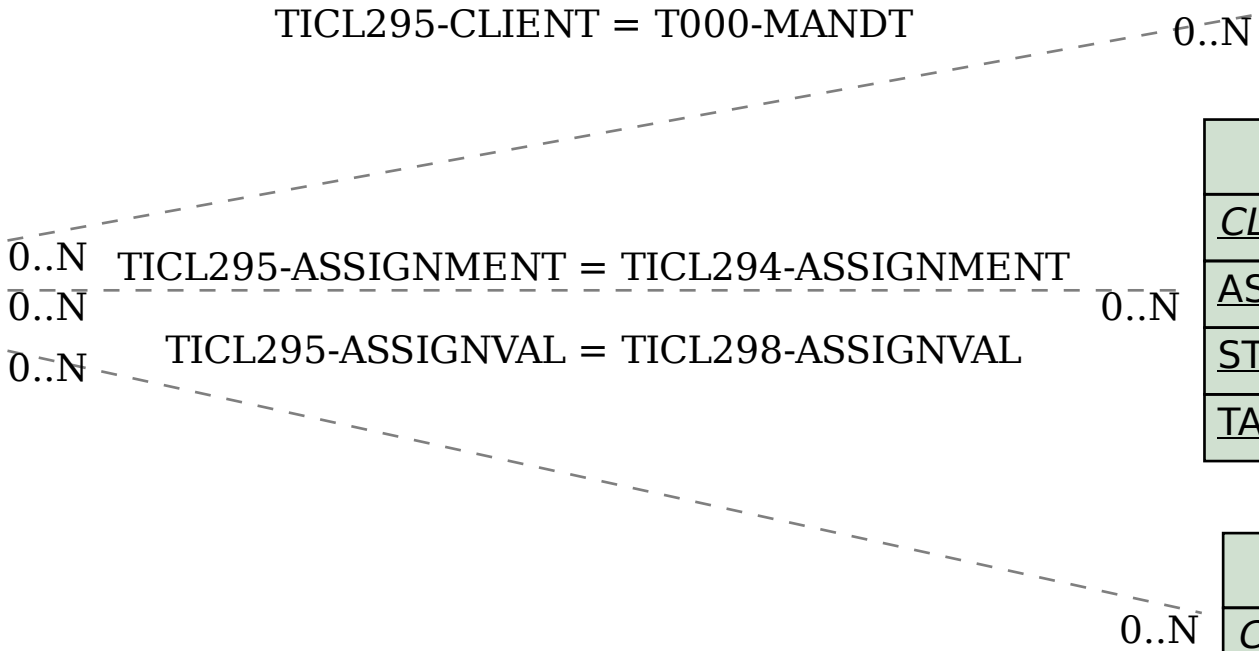 TICL295-CLIENT = T000-MANDT
0..N
0..N
TICL295-ASSIGNMENT = TICL294-ASSIGNMENT
0..N
0..N
TICL295-ASSIGNVAL = TICL298-ASSIGNVAL
0..N
0..N